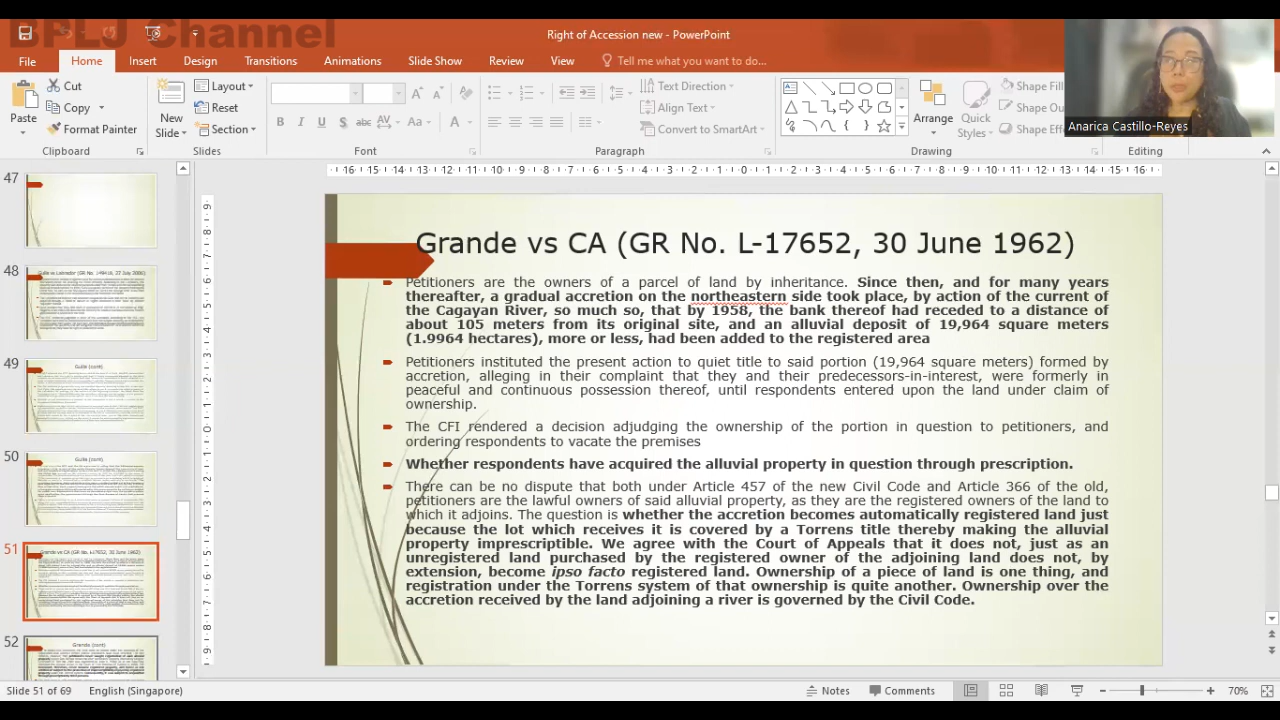 BPLJ Channel
Right of Accession new - PowerPoint
File Home Insert Design Transitions Animations Slide Show Review View Tell me what you want to do...
Cut
Copy
Format Painter
Paste
Clipboard
New
Slide
Layout
Reset
Section
Slides
Font
Text Direction
Align Text
Convert to SmartArt
Paragraph
Arrange
Quick
Styles
Shape Fill
Shape Ou
Shape Effe
Drawing
Editing
Anarica Castillo-Reyes
47
48
49
50
51
52
Grande vs CA (GR No. L-17652, 30 June 1962)
Petitioners are the owners of a parcel of land by inheritance. Since then, and for many years
thereafter, a gradual accretion on the northeastern side took place, by action of the current of
the Cagayan River, so much so, that by 1958, the bank thereof had receded to a distance of
about 105 meters from its original site, and an alluvial deposit of 19,964 square meters
(1.9964 hectares), more or less, had been added to the registered area
Petitioners instituted the present action to quiet title to said portion (19,964 square meters) formed by
accretion, alleging in their complaint that they and their predecessors-in-interest, were formerly in
peaceful and continuous possession thereof, until respondents entered upon the land under claim of
ownership.
The CFI rendered a decision adjudging the ownership of the portion in question to petitioners, and
ordering respondents to vacate the premises
Whether respondents have acquired the alluvial property in question through prescription.
There can be no dispute that both under Article 457 of the new Civil Code and Article 366 of the old,
petitioners are the lawful owners of said alluvial property, as they are the registered owners of the land to
which it adjoins. The question is whether the accretion becomes automatically registered land just
because the lot which receives it is covered by a Torrens title thereby making the alluvial
property imprescriptible. We agree with the Court of Appeals that it does not, just as an
unregistered land purchased by the registered owner of the adjoining land does not, by
extension, become ipso facto registered land. Ownership of a piece of land is one thing, and
registration under the Torrens system of that ownership is quite another. Ownership over the
accretion received by the land adjoining a river is governed by the Civil Code.
Slide 51 of 69 English (Singapore) Notes Comments 70%